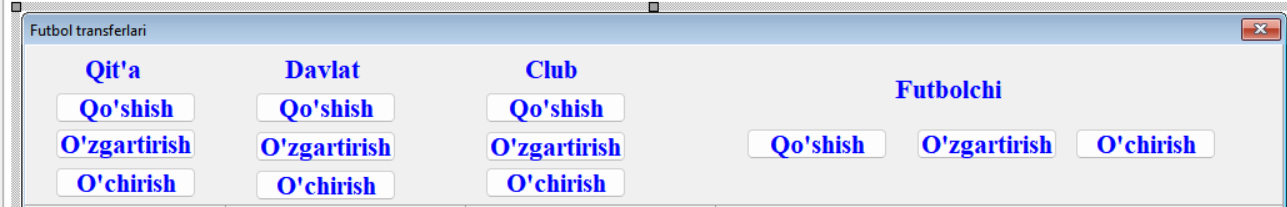 Futbol transferlari
Qit'a Davlat Club
Futbolchi
Qo'shish Qo'shish Qo'shish
O'zgartirish O'zgartirish O'zgartirish Qo'shish O'zgartirish O'chirish
O'chirish O'chirish O'chirish